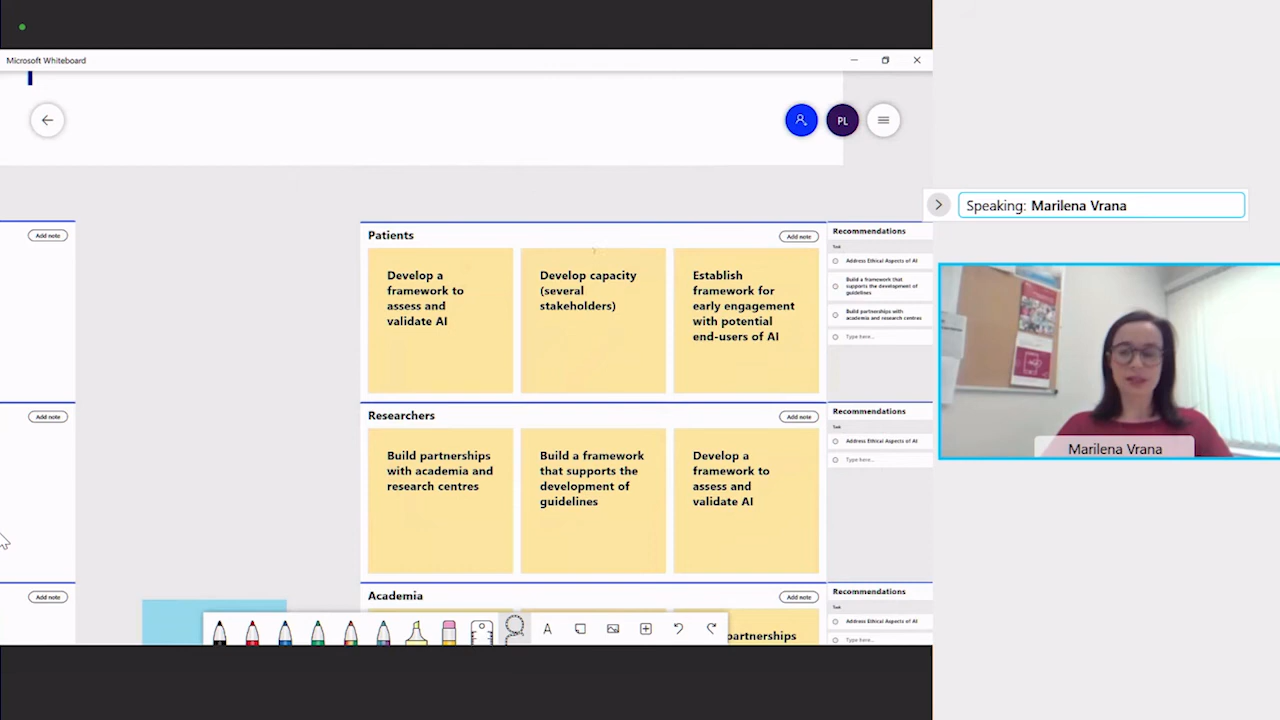 Microsoft Whiteboard
PL
Speaking: Marilena Vrana
Add note
Patients
Add note
Develop a
framework to
assess and
validate AI
Develop capacity
(several
stakeholders)
Establish
framework for
early engagement
with potential
end-users of AI
Recommendations
Task
Address Ethical Aspects of AI
Build a framework that
supports the development of
guidelines
Build partnerships with
academia and research centres
Type here...
Marilena Vrana
Add note
Researchers
Add note
Build partnerships
with academia and
research centres
Build a framework
that supports the
development of
guidelines
Develop a
framework to
assess and
validate AI
Recommendations
Task
Address Ethical Aspects of AI
Type here...
Add note
Academia
Add note
partnerships
Recommendations
Task
Address Ethical Aspects of AI
Type here...
A